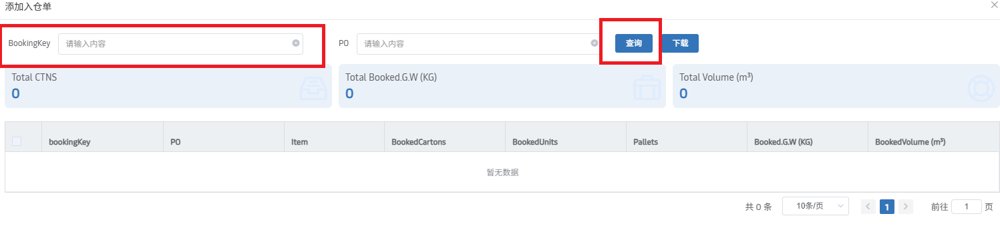 添加入仓单
BookingKey 请输入内容 PO 请输入内容 查询 下载
Total CTNS Total Booked.G.W (KG) Total Volume (m³)
0 0 0
bookingKey PO Item BookedCartons BookedUnits Pallets Booked.G.W (KG) BookedVolume (m³)
暂无数据
共 0 条 10条/页 1 前往 1 页